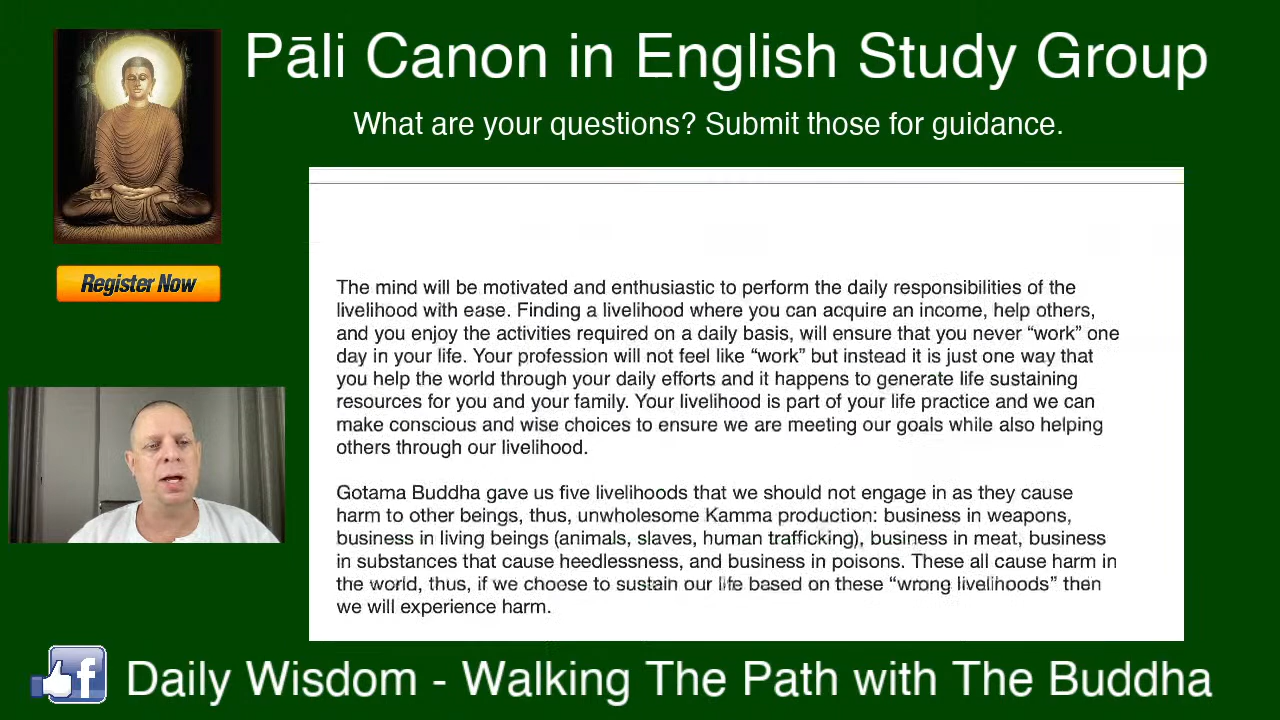 Pāli Canon in English Study Group
What are your questions? Submit those for guidance.
Register Now
The mind will be motivated and enthusiastic to perform the daily responsibilities of the
livelihood with ease. Finding a livelihood where you can acquire an income, help others,
and you enjoy the activities required on a daily basis, will ensure that you never “work” one
day in your life. Your profession will not feel like “work” but instead it is just one way that
you help the world through your daily efforts and it happens to generate life sustaining
resources for you and your family. Your livelihood is part of your life practice and we can
make conscious and wise choices to ensure we are meeting our goals while also helping
others through our livelihood.
Gotama Buddha gave us five livelihoods that we should not engage in as they cause
harm to other beings, thus, unwholesome Kamma production: business in weapons,
business in living beings (animals, slaves, human trafficking), business in meat, business
in substances that cause heedlessness, and business in poisons. These all cause harm in
the world, thus, if we choose to sustain our life based on these “wrong livelihoods” then
we will experience harm.
f Daily Wisdom - Walking The Path with The Buddha